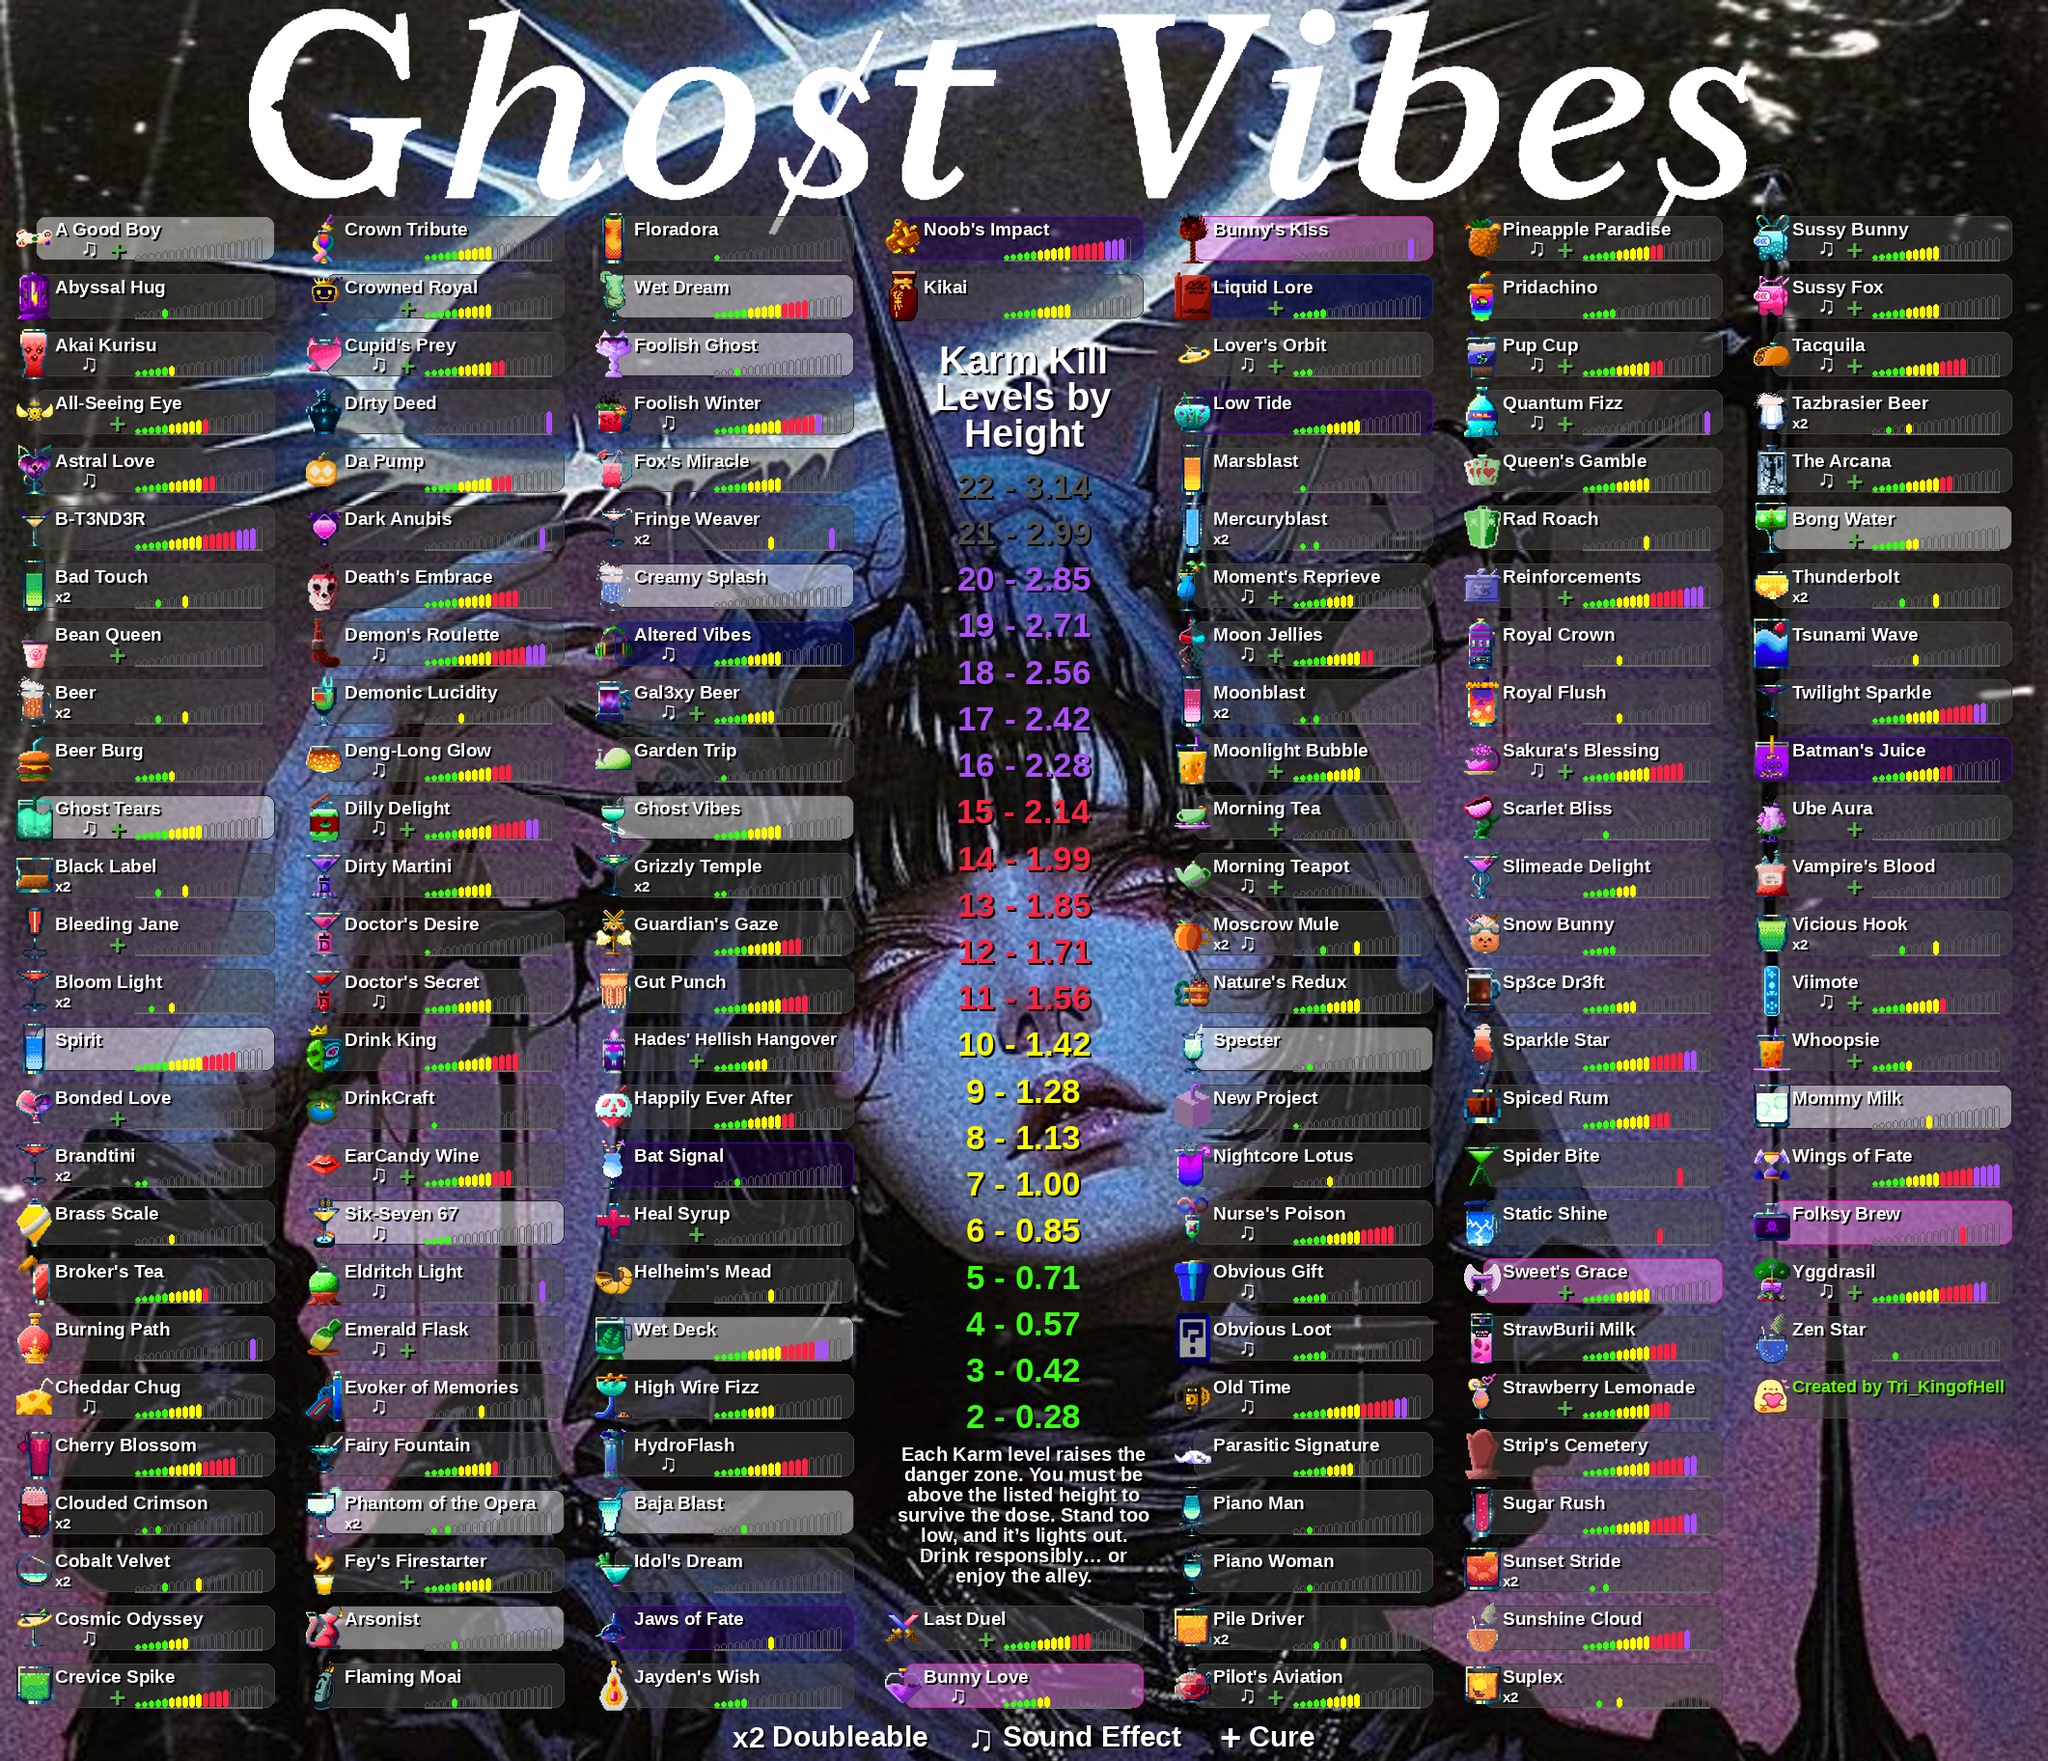 Ghost Vibes
A Good Boy
♫ +
Abyssal Hug
Akai Kurisu
♫
All-Seeing Eye
+
Astral Love
♫
B-T3ND3R
Bad Touch
x2
Bean Queen
+
Beer
x2
Beer Burg
Ghost Tears
♫ +
Black Label
x2
Bleeding Jane
+
Bloom Light
x2
Spirit
Bonded Love
+
Brandtini
x2
Brass Scale
Broker's Tea
Burning Path
Cheddar Chug
♫
Cherry Blossom
Clouded Crimson
x2
Cobalt Velvet
x2
Cosmic Odyssey
♫
Crevice Spike
+
Crown Tribute
Crowned Royal
+
Cupid's Prey
♫ +
D!rty Deed
Da Pump
Dark Anubis
Death's Embrace
Demon's Roulette
♫
Demonic Lucidity
Deng-Long Glow
♫
Dilly Delight
♫ +
Dirty Martini
Doctor's Desire
Doctor's Secret
♫
Drink King
DrinkCraft
EarCandy Wine
♫ +
Six-Seven 67
♫
Eldritch Light
♫
Emerald Flask
♫ +
Evoker of Memories
♫
Fairy Fountain
Phantom of the Opera
x2
Fey's Firestarter
+
Arsonist
Flaming Moai
Floradora
Wet Dream
Foolish Ghost
Foolish Winter
♫
Fox's Miracle
Fringe Weaver
x2
Creamy Splash
Altered Vibes
♫
Gal3xy Beer
♫ +
Garden Trip
Ghost Vibes
Grizzly Temple
x2
Guardian's Gaze
Gut Punch
Hades' Hellish Hangover
+
Happily Ever After
Bat Signal
Heal Syrup
+
Helheim's Mead
Wet Deck
High Wire Fizz
HydroFlash
♫
Baja Blast
Idol's Dream
Jaws of Fate
Jayden's Wish
Noob's Impact
Kikai
Karm Kill
Levels by
Height
22 - 3.14
21 - 2.99
20 - 2.85
19 - 2.71
18 - 2.56
17 - 2.42
16 - 2.28
15 - 2.14
14 - 1.99
13 - 1.85
12 - 1.71
11 - 1.56
10 - 1.42
9 - 1.28
8 - 1.13
7 - 1.00
6 - 0.85
5 - 0.71
4 - 0.57
3 - 0.42
2 - 0.28
Each Karm level raises the
danger zone. You must be
above the listed height to
survive the dose. Stand too
low, and it's lights out.
Drink responsibly… or
enjoy the alley.
Last Duel
+
Bunny Love
♫
Bunny's Kiss
Liquid Lore
+
Lover's Orbit
♫ +
Low Tide
Marsblast
Mercuryblast
x2
Moment's Reprieve
♫ +
Moon Jellies
♫ +
Moonblast
x2
Moonlight Bubble
+
Morning Tea
+
Morning Teapot
♫ +
Moscrow Mule
x2 ♫
Nature's Redux
Specter
New Project
Nightcore Lotus
Nurse's Poison
♫
Obvious Gift
♫
Obvious Loot
♫
Old Time
♫
Parasitic Signature
Piano Man
Piano Woman
Pile Driver
x2
Pilot's Aviation
♫ +
Pineapple Paradise
♫ +
Pridachino
Pup Cup
♫ +
Quantum Fizz
♫ +
Queen's Gamble
Rad Roach
Reinforcements
+
Royal Crown
Royal Flush
Sakura's Blessing
♫ +
Scarlet Bliss
Slimeade Delight
Snow Bunny
Sp3ce Dr3ft
Sparkle Star
Spiced Rum
Spider Bite
Static Shine
Sweet's Grace
+
StrawBurii Milk
Strawberry Lemonade
+
Strip's Cemetery
Sugar Rush
Sunset Stride
x2
Sunshine Cloud
Suplex
x2
Sussy Bunny
♫ +
Sussy Fox
♫ +
Tacquila
♫ +
Tazbrasier Beer
x2
The Arcana
♫ +
Bong Water
+
Thunderbolt
x2
Tsunami Wave
Twilight Sparkle
Batman's Juice
Ube Aura
+
Vampire's Blood
+
Vicious Hook
x2
Viimote
♫ +
Whoopsie
+
Mommy Milk
Wings of Fate
Folksy Brew
Yggdrasil
♫ +
Zen Star
Created by Tri_KingofHell
x2 Doubleable ♫ Sound Effect + Cure